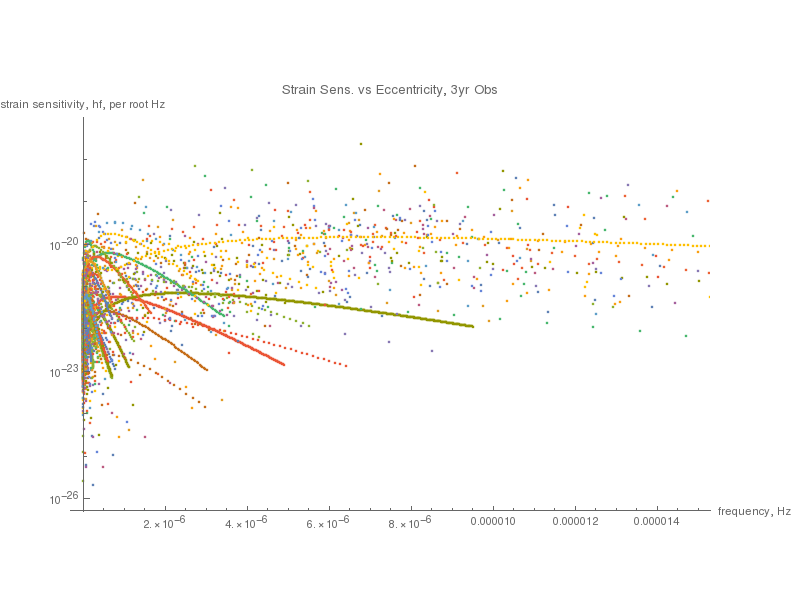 Strain Sens. vs Eccentricity, 3yr Obs
strain sensitivity, hf, per root Hz
10⁻²⁰
10⁻²³
10⁻²⁶
2. × 10⁻⁶ 4. × 10⁻⁶ 6. × 10⁻⁶ 8. × 10⁻⁶ 0.000010 0.000012 0.000014
frequency, Hz